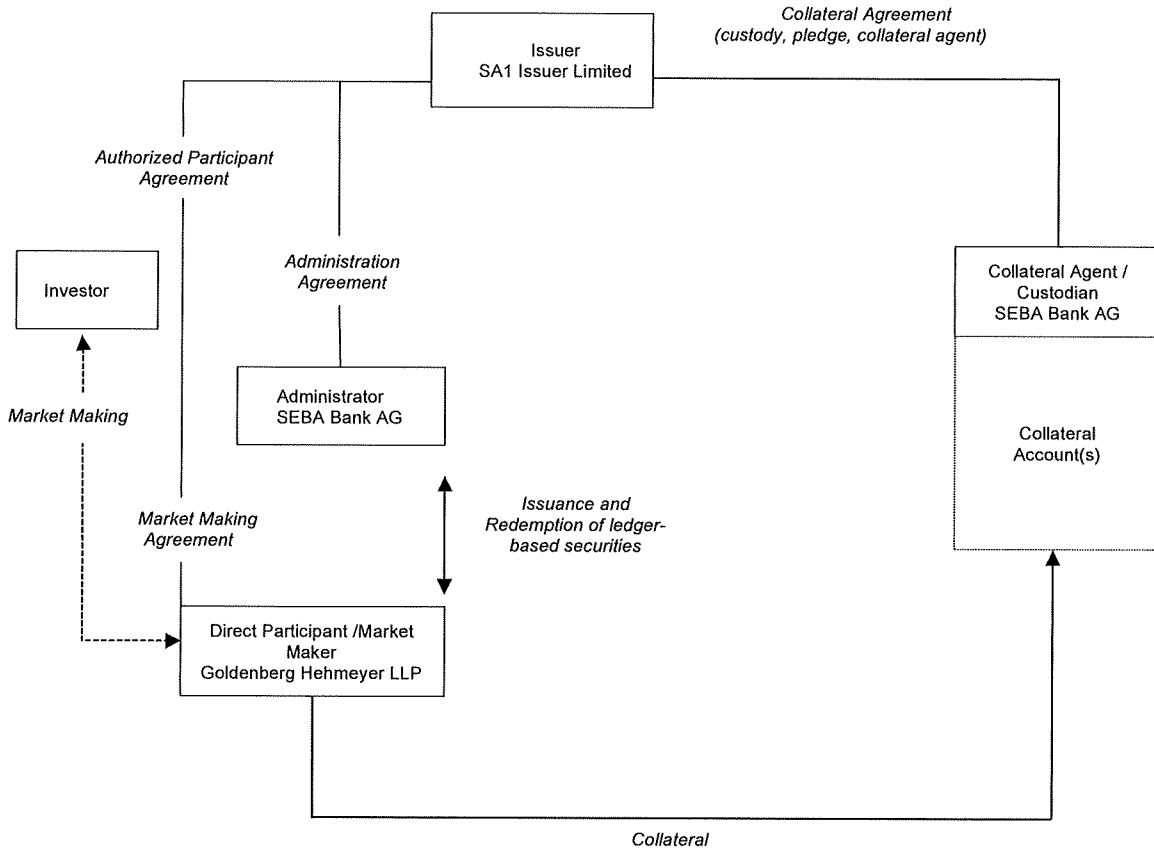 Collateral Agreement
(custody, pledge, collateral agent)
Issuer
SA1 Issuer Limited
Authorized Participant
Agreement
Administration
Agreement
Investor
Collateral Agent /
Custodian
SEBA Bank AG
Administrator
SEBA Bank AG
Market Making
Collateral
Account(s)
Market Making
Agreement
Issuance and
Redemption of ledger-
based securities
Direct Participant /Market
Maker
Goldenberg Hehmeyer LLP
Collateral